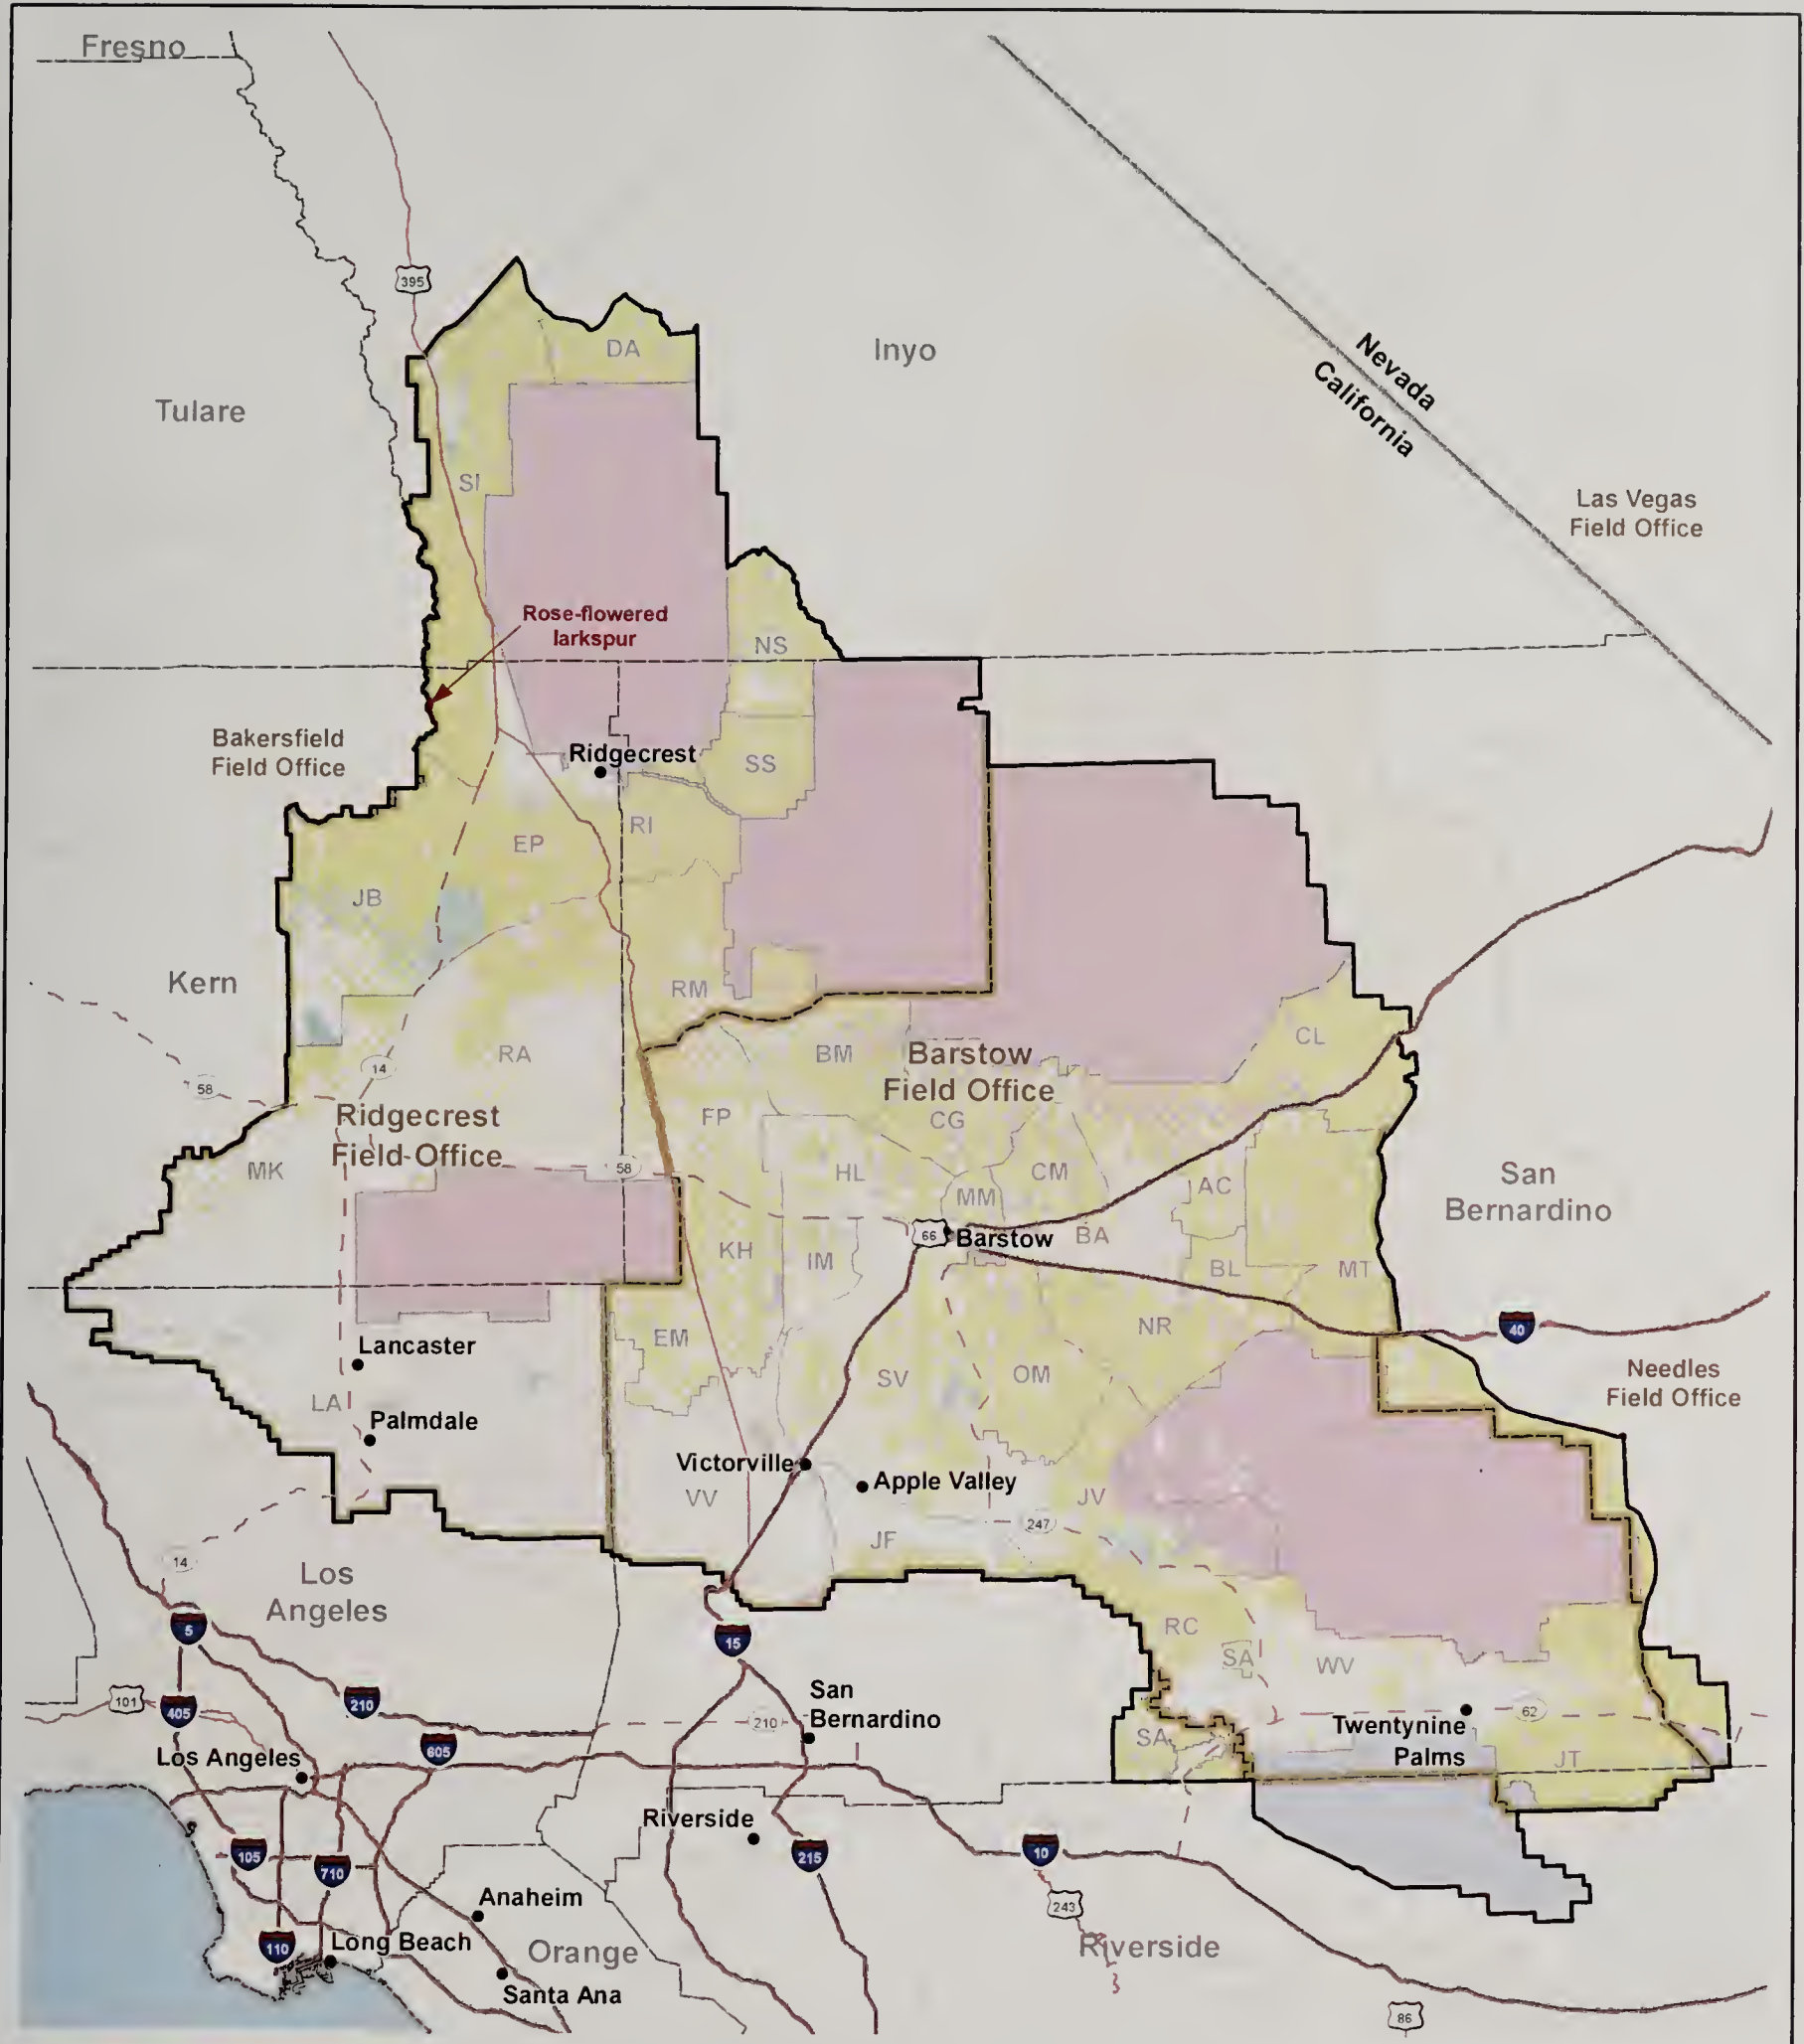 Fresno
395
DA
Inyo
Nevada
California
Tulare
SI
Las Vegas
Field Office
Rose-flowered
larkspur
NS
Bakersfield
Field Office
Ridgecrest
SS
RI
EP
JB
Kern
RM
RA
14
58
BM
Barstow
Field Office
CL
Ridgecrest
Field Office
FP
CG
MK
58
HL
CM
MM
AC
San
Bernardino
66
Barstow
BA
KH
IM
BL
MT
EM
NR
40
Lancaster
SV
OM
Needles
Field Office
LA
Palmdale
Victorville
Apple Valley
VV
JV
247
JF
14
Los
Angeles
5
15
RC
SA
WV
101
405
210
San
Bernardino
210
62
Twentynine
Palms
605
Los Angeles
SA
JT
Riverside
105
710
215
10
Anaheim
243
110
Long Beach
Orange
Riverside
Santa Ana
86